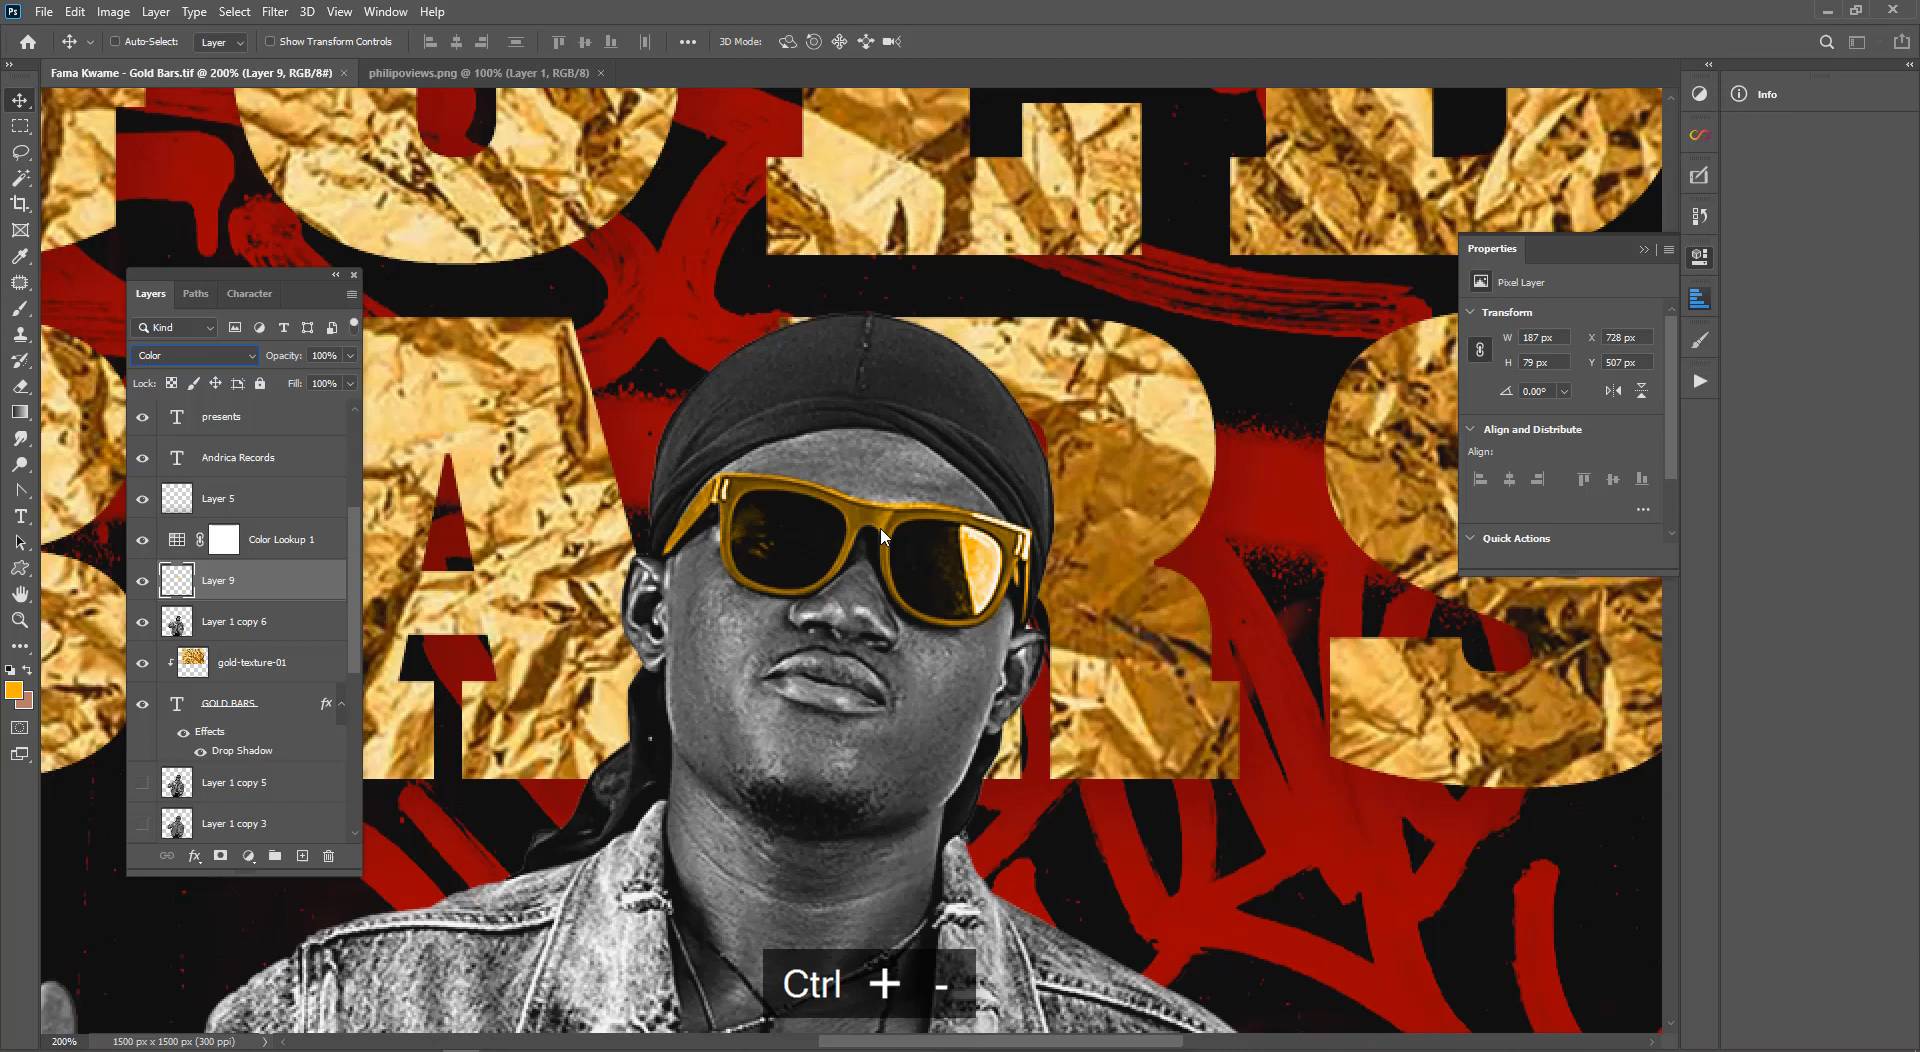 Ps File Edit Image Layer Type Select Filter 3D View Window Help
Auto-Select: Layer Show Transform Controls 3D Mode:
Fama Kwame - Gold Bars.tif @ 200% (Layer 9, RGB/8#) × philipoviews.png @ 100% (Layer 1, RGB/8) ×
Info
Properties
Pixel Layer
Transform
W 187 px X 728 px
H 79 px Y 507 px
0.00°
Align and Distribute
Align:
Quick Actions
Layers Paths Character
Kind
Color Opacity: 100%
Lock: Fill: 100%
presents
Andrica Records
Layer 5
Color Lookup 1
Layer 9
Layer 1 copy 6
gold-texture-01
GOLD BARS fx
Effects
Drop Shadow
Layer 1 copy 5
Layer 1 copy 3
fx
A R S
Ctrl + -
200% 1500 px x 1500 px (300 ppi)